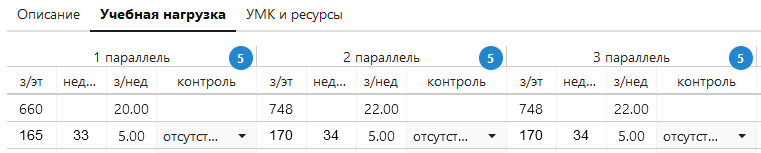 Описание Учебная нагрузка УМК и ресурсы
1 параллель 5 2 параллель 5 3 параллель 5
з/эт нед... з/нед контроль з/эт нед... з/нед контроль з/эт нед... з/нед контроль
660 20.00 748 22.00 748 22.00
165 33 5.00 отсутст... 170 34 5.00 отсутст... 170 34 5.00 отсутст...